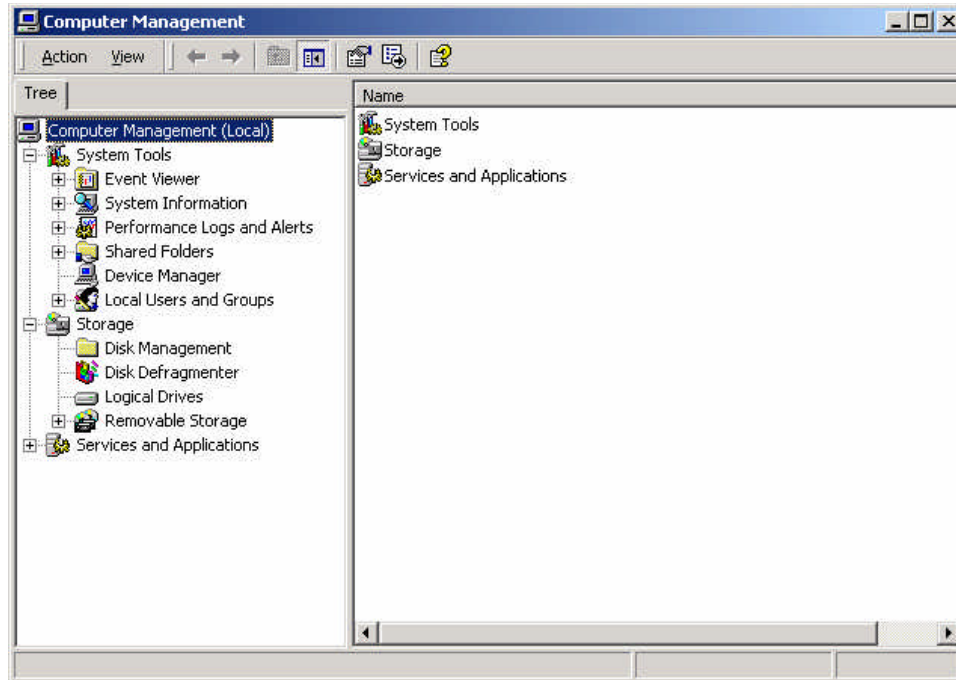 Computer Management
Action View
Tree
Name
Computer Management (Local)
System Tools
Event Viewer
System Information
Performance Logs and Alerts
Shared Folders
Device Manager
Local Users and Groups
Storage
Disk Management
Disk Defragmenter
Logical Drives
Removable Storage
Services and Applications
System Tools
Storage
Services and Applications